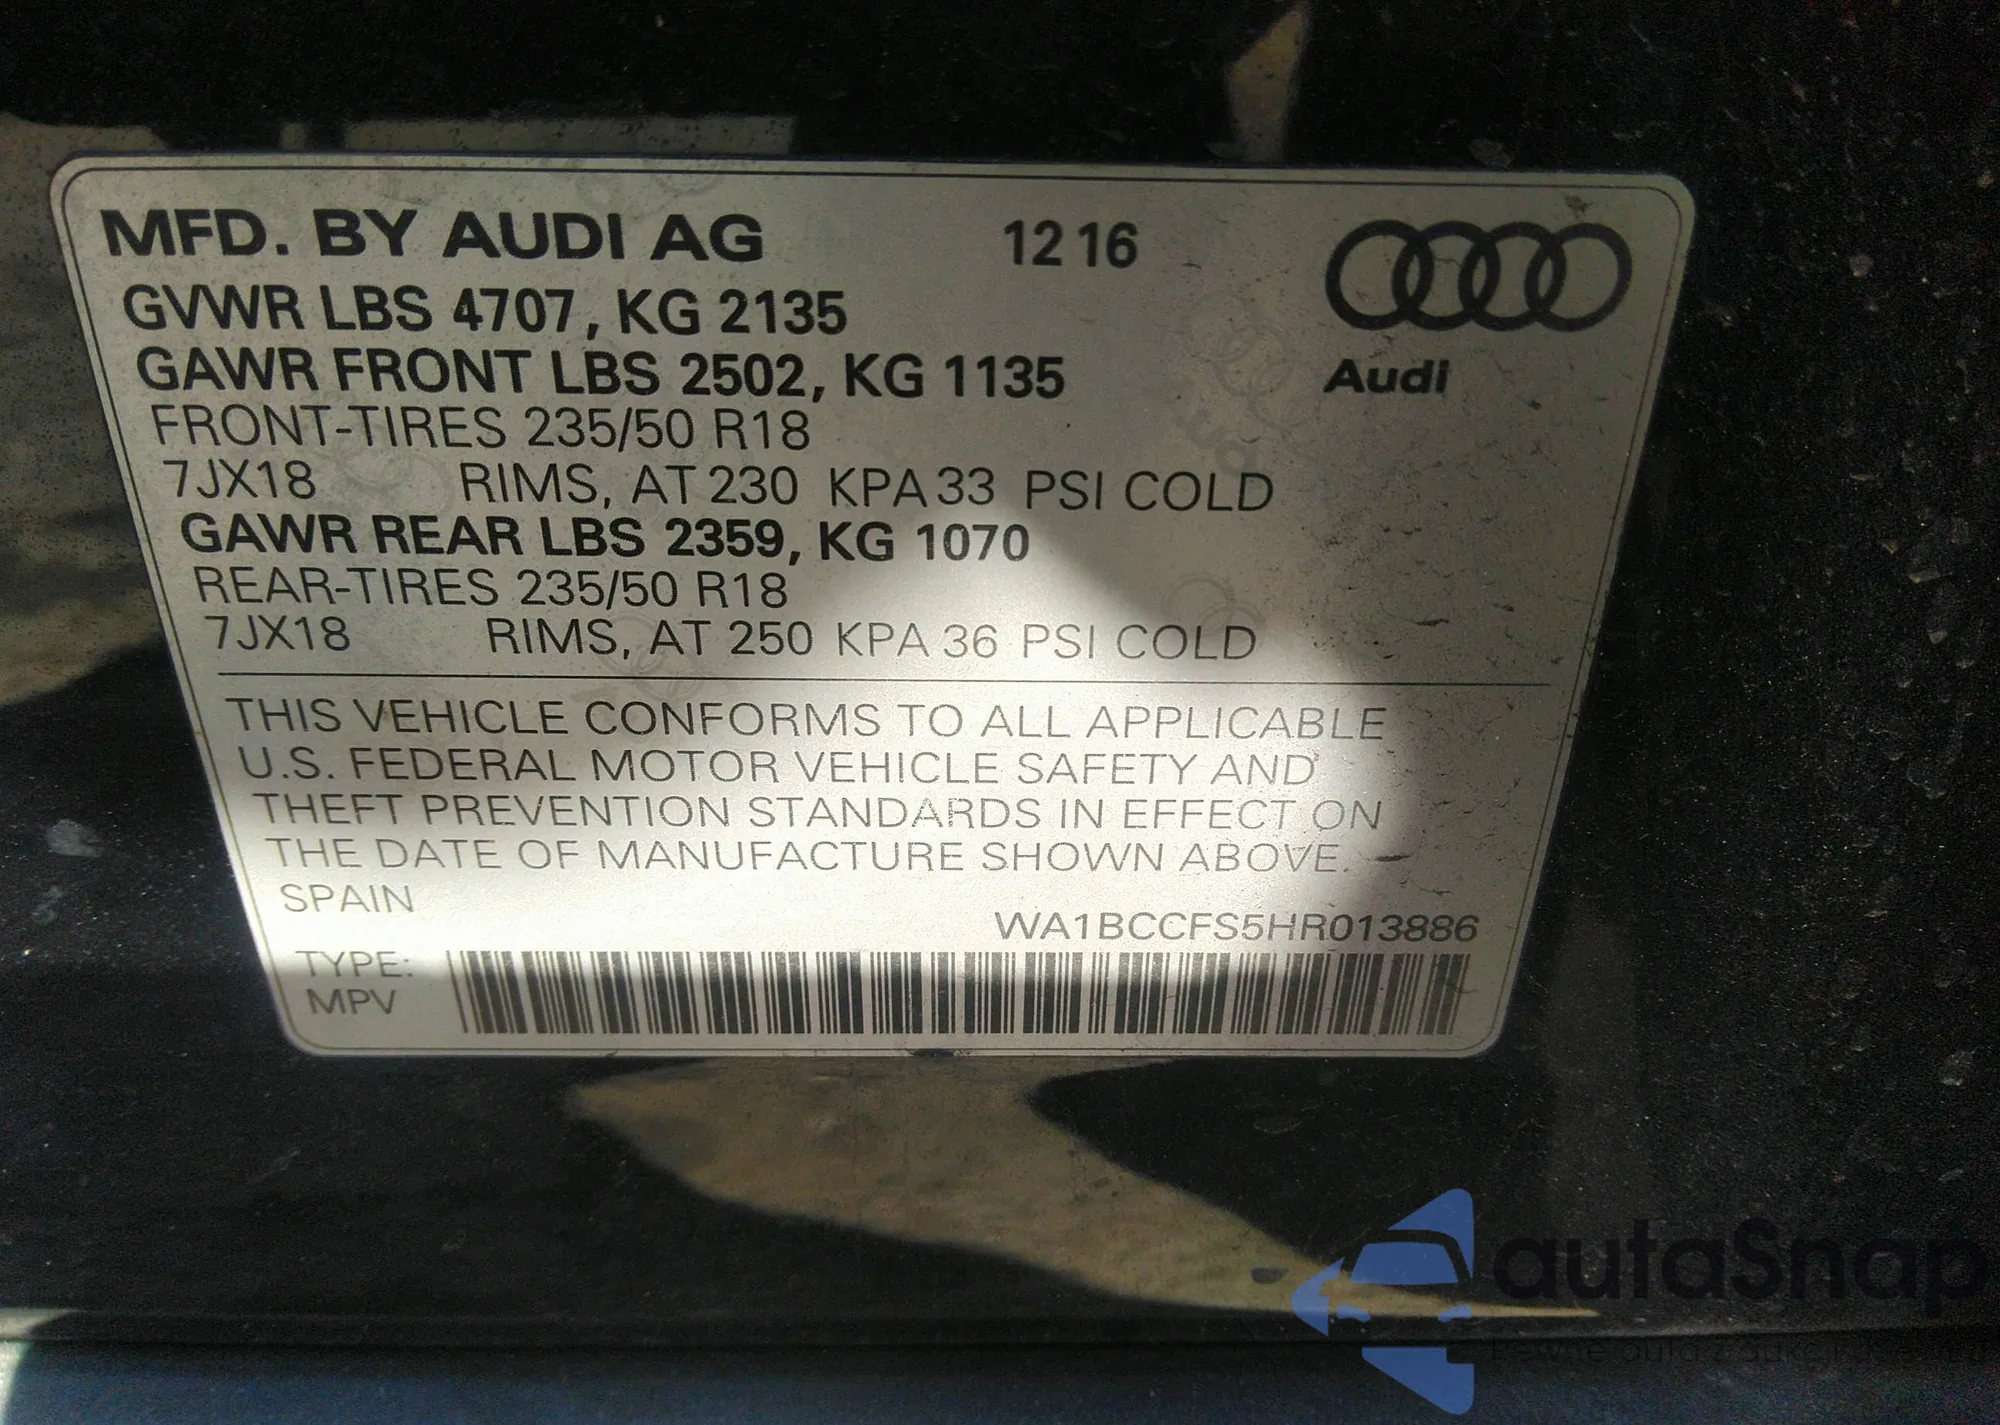 MFD. BY AUDI AG 12 16
GVWR LBS 4707, KG 2135
GAWR FRONT LBS 2502, KG 1135
Audi
FRONT-TIRES 235/50 R18
7JX18 RIMS, AT 230 KPA 33 PSI COLD
GAWR REAR LBS 2359, KG 1070
REAR-TIRES 235/50 R18
7JX18 RIMS, AT 250 KPA 36 PSI COLD
THIS VEHICLE CONFORMS TO ALL APPLICABLE
U.S. FEDERAL MOTOR VEHICLE SAFETY AND
THEFT PREVENTION STANDARDS IN EFFECT ON
THE DATE OF MANUFACTURE SHOWN ABOVE.
SPAIN
WA1BCCFS5HR013886
TYPE:
MPV
autaSnap
Pewne auto z aukcji